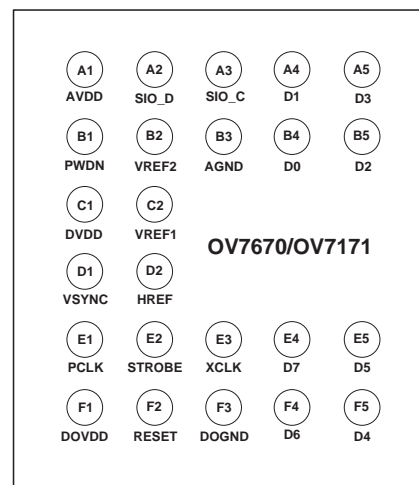 A1 A2 A3 A4 A5
AVDD SIO_D SIO_C D1 D3
B1 B2 B3 B4 B5
PWDN VREF2 AGND D0 D2
C1 C2
DVDD VREF1
OV7670/OV7171
D1 D2
VSYNC HREF
E1 E2 E3 E4 E5
PCLK STROBE XCLK D7 D5
F1 F2 F3 F4 F5
DOVDD RESET DOGND D6 D4